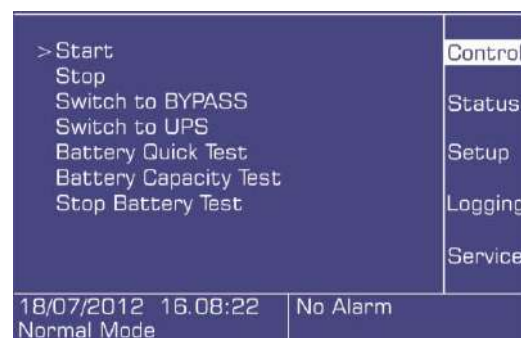 >Start
Stop
Switch to BYPASS
Switch to UPS
Battery Quick Test
Battery Capacity Test
Stop Battery Test
Control
Status
Setup
Logging
Service
18/07/2012 16.08:22
Normal Mode
No Alarm